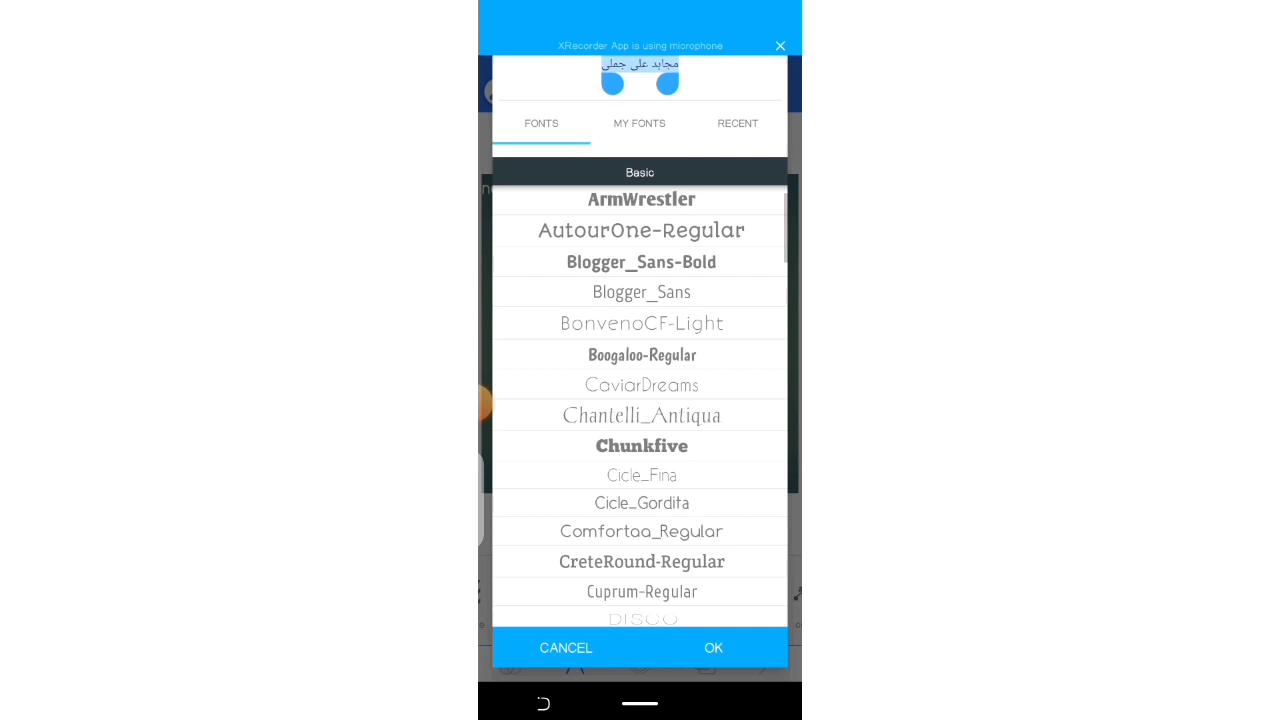 XRecorder App is using microphone
مجاہد علی جملی
FONTS MY FONTS RECENT
Basic
ArmWrestler
AutourOne-Regular
Blogger_Sans-Bold
Blogger_Sans
BonvenoCF-Light
Boogaloo-Regular
CaviarDreams
Chantelli_Antiqua
Chunkfive
Cicle_Fina
Cicle_Gordita
Comfortaa_Regular
CreteRound-Regular
Cuprum-Regular
DISCO
CANCEL OK